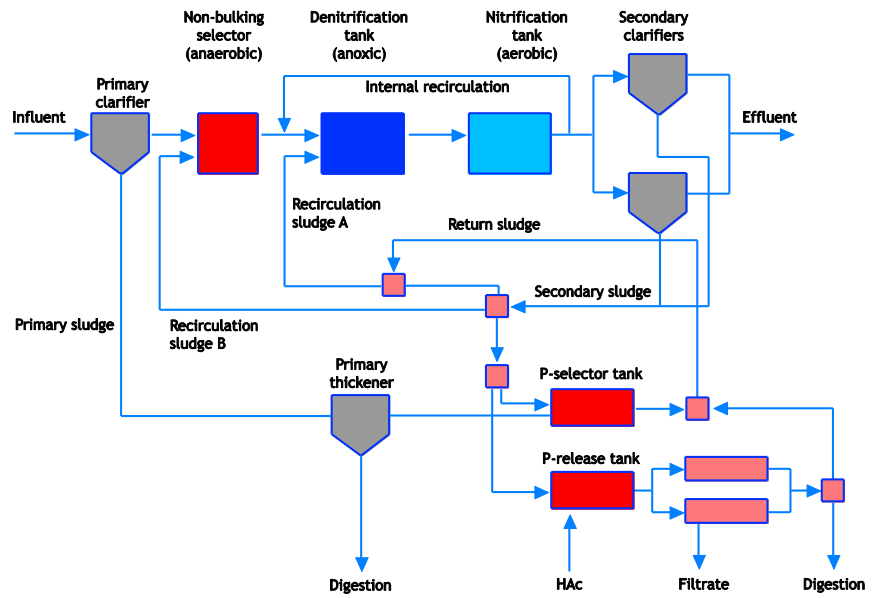 Non-bulking
selector
(anaerobic)
Denitrification
tank
(anoxic)
Nitrification
tank
(aerobic)
Secondary
clarifiers
Primary
clarifier
Internal recirculation
Influent
Effluent
Recirculation
sludge A
Return sludge
Secondary sludge
Primary sludge
Recirculation
sludge B
Primary
thickener
P-selector tank
P-release tank
Digestion
HAc
Filtrate
Digestion